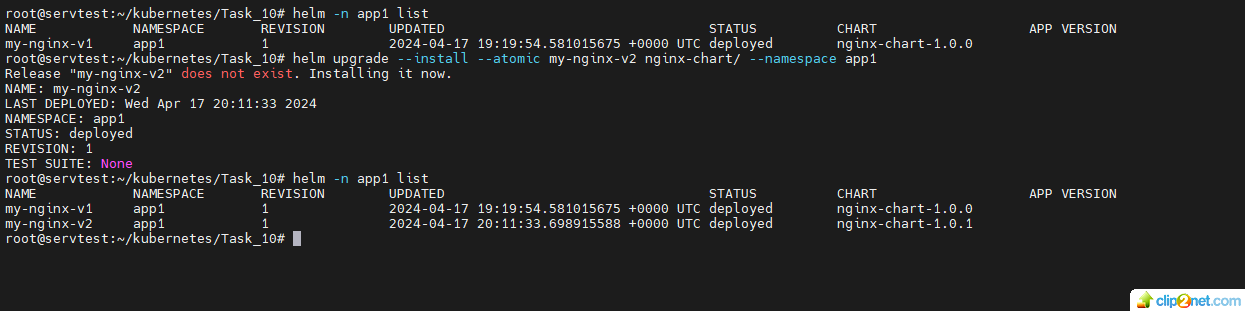 root@servtest:~/kubernetes/Task_10# helm -n app1 list
NAME NAMESPACE REVISION UPDATED STATUS CHART APP VERSION
my-nginx-v1 app1 1 2024-04-17 19:19:54.581015675 +0000 UTC deployed nginx-chart-1.0.0
root@servtest:~/kubernetes/Task_10# helm upgrade --install --atomic my-nginx-v2 nginx-chart/ --namespace app1
Release "my-nginx-v2" does not exist. Installing it now.
NAME: my-nginx-v2
LAST DEPLOYED: Wed Apr 17 20:11:33 2024
NAMESPACE: app1
STATUS: deployed
REVISION: 1
TEST SUITE: None
root@servtest:~/kubernetes/Task_10# helm -n app1 list
NAME NAMESPACE REVISION UPDATED STATUS CHART APP VERSION
my-nginx-v1 app1 1 2024-04-17 19:19:54.581015675 +0000 UTC deployed nginx-chart-1.0.0
my-nginx-v2 app1 1 2024-04-17 20:11:33.698915588 +0000 UTC deployed nginx-chart-1.0.1
root@servtest:~/kubernetes/Task_10#
clip2net.com